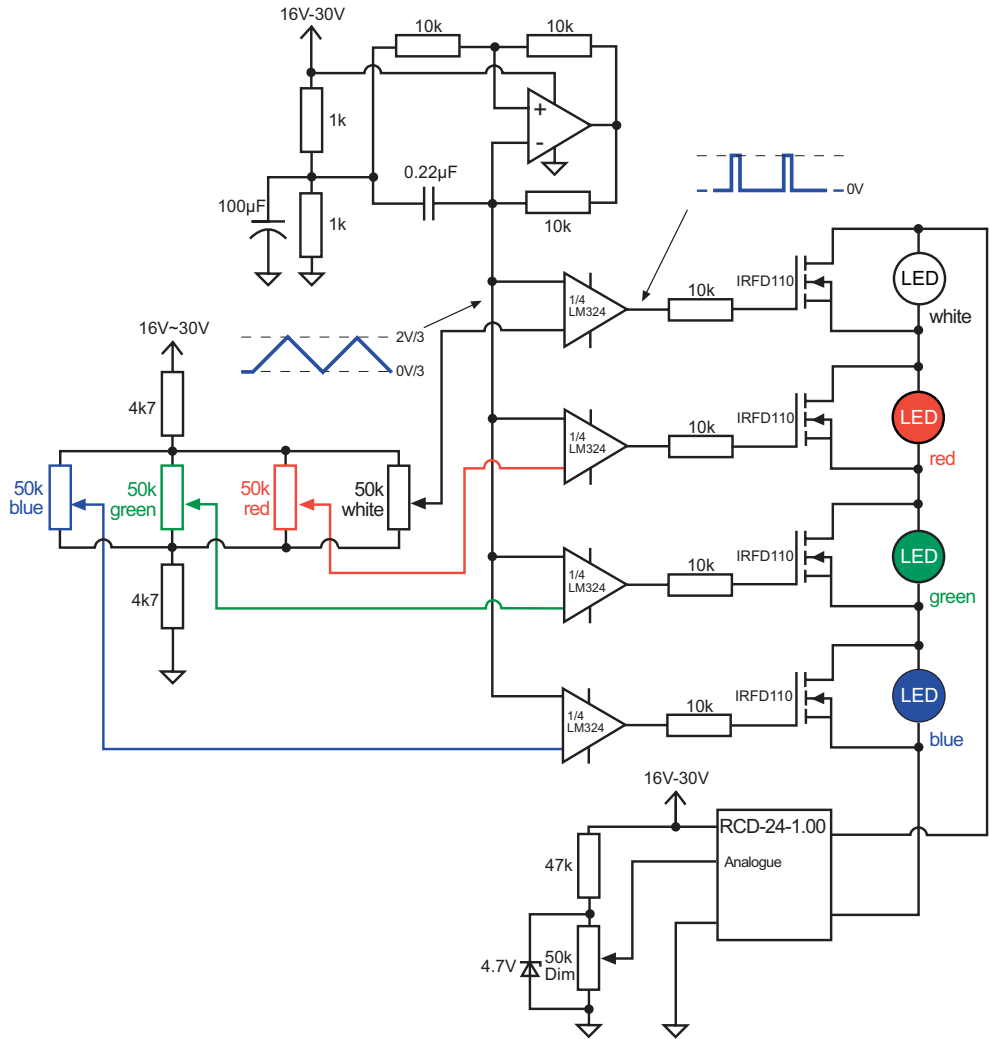 16V-30V
10k
10k
1k
+
-
0.22µF
100µF
1k
10k
0V
1/4
LM324
10k
IRFD110
LED
white
2V/3
0V/3
16V~30V
4k7
1/4
LM324
10k
IRFD110
LED
red
50k
blue
50k
green
50k
red
50k
white
1/4
LM324
10k
IRFD110
LED
green
4k7
1/4
LM324
10k
IRFD110
LED
blue
16V-30V
RCD-24-1.00
47k
Analogue
4.7V
50k
Dim